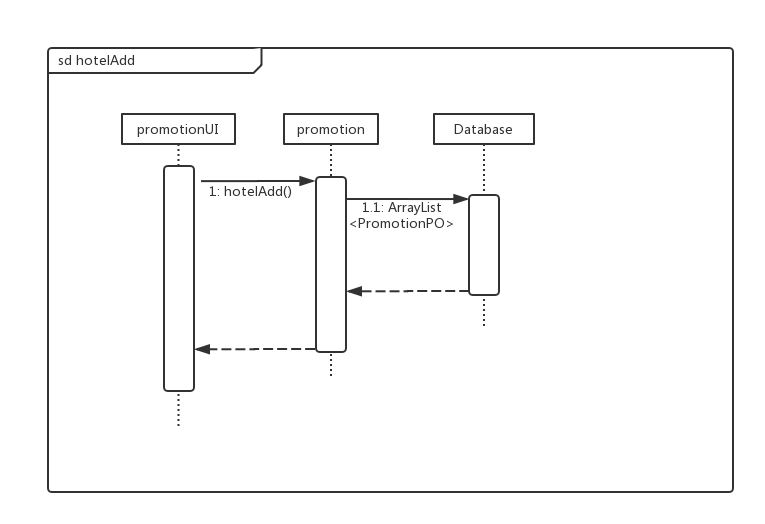 sd hotelAdd
promotionUI
promotion
Database
1: hotelAdd()
1.1: ArrayList
<PromotionPO>